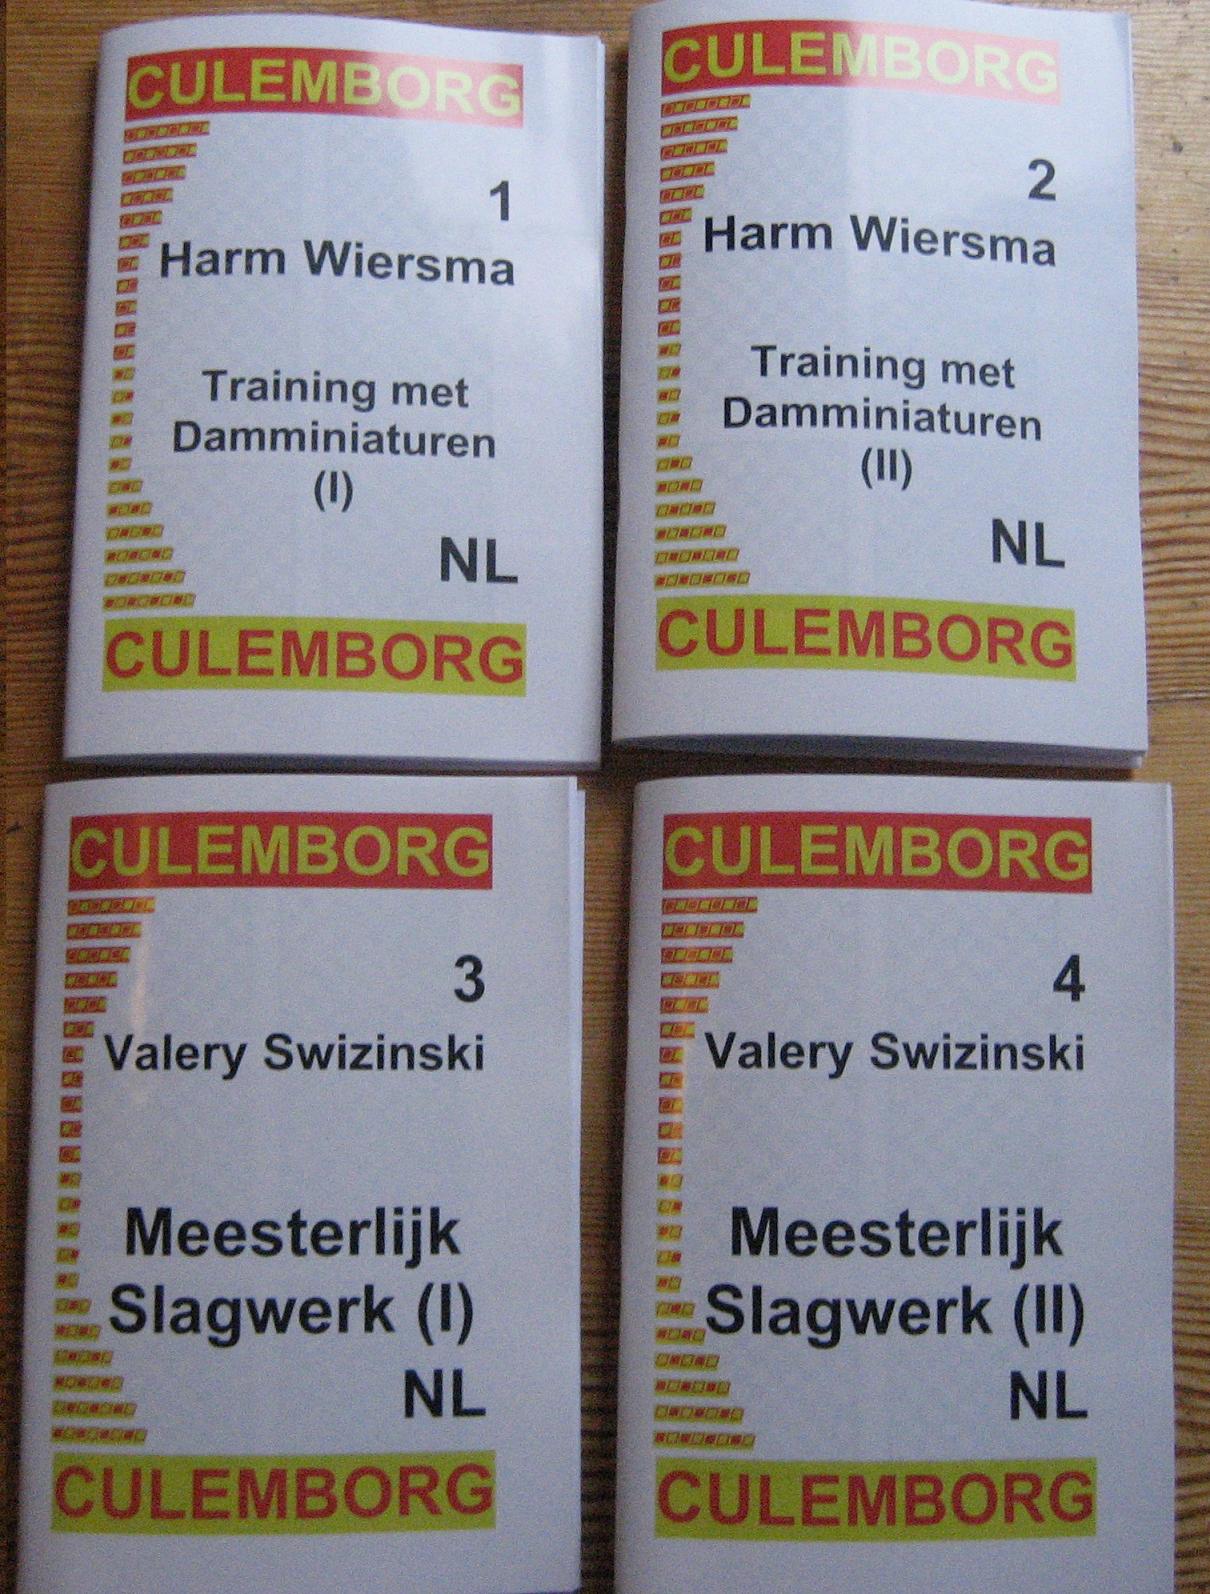 CULEMBORG
1
Harm Wiersma
Training met
Damminiaturen
(I)
NL
CULEMBORG
CULEMBORG
2
Harm Wiersma
Training met
Damminiaturen
(II)
NL
CULEMBORG
CULEMBORG
3
Valery Swizinski
Meesterlijk
Slagwerk (I)
NL
CULEMBORG
CULEMBORG
4
Valery Swizinski
Meesterlijk
Slagwerk (II)
NL
CULEMBORG